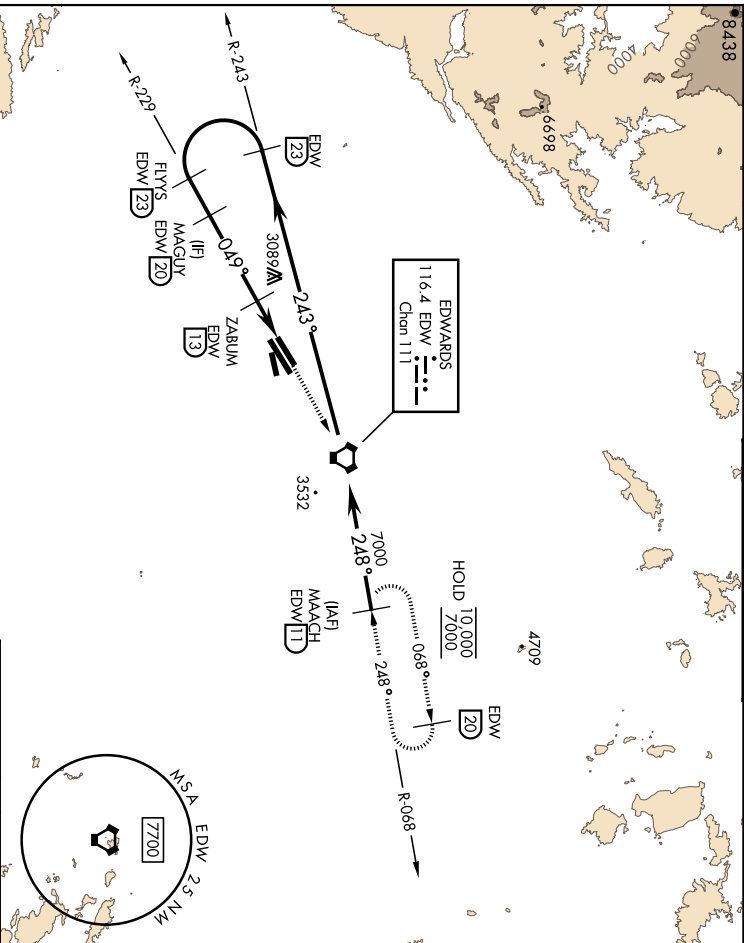 8438
6000
4000
6698
R-243
R-229
EDW
23
FLYYS
EDW 23
(IF)
MAGUY
EDW 20
049°
3089
243°
ZABUM
EDW
13
EDWARDS
116.4 EDW
Chan 111
3532
7000
248°
(IAF)
MAACH
EDW 11
HOLD 10,000
7000
068°
248°
4709
EDW
20
R-068
MSA EDW 25 NM
7700